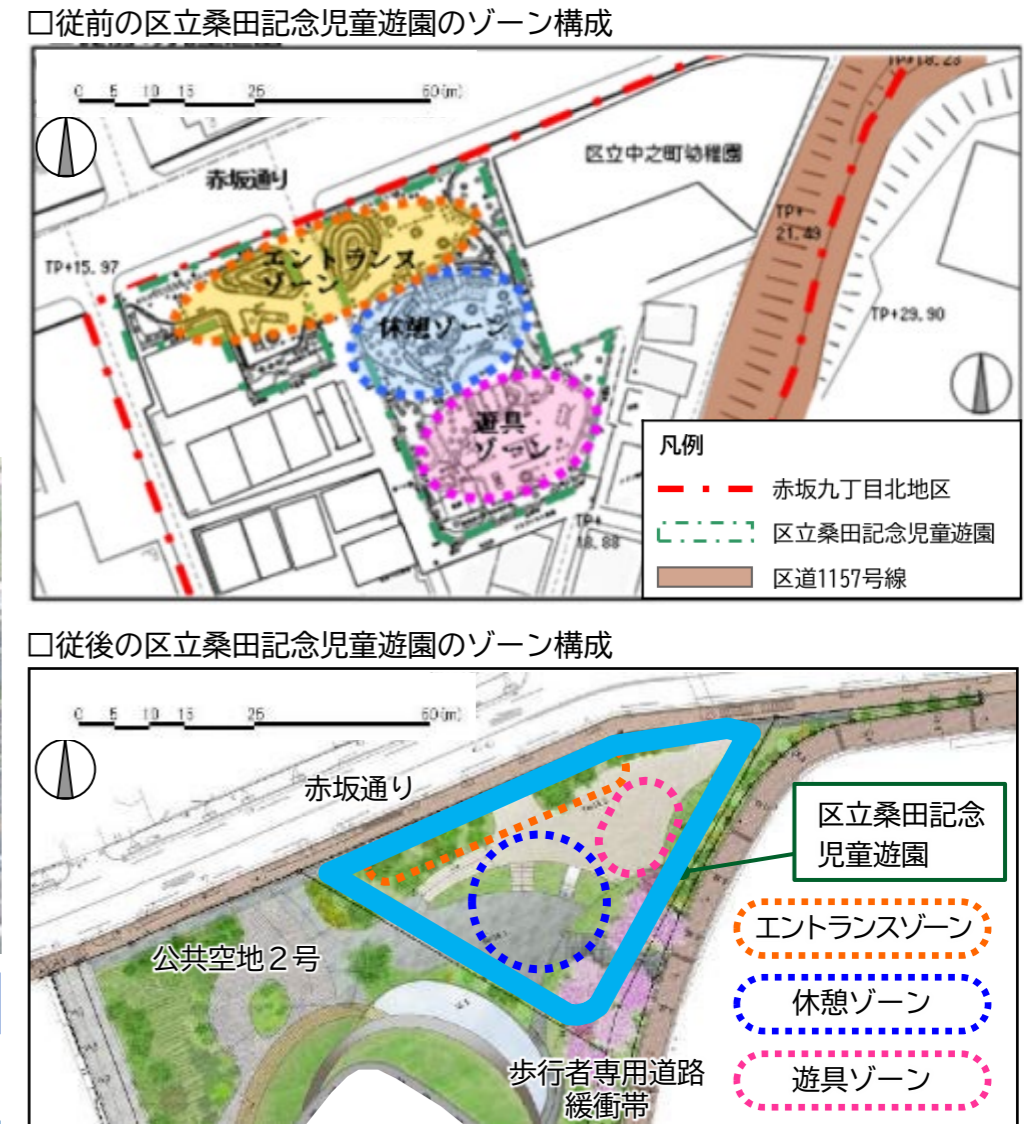 □従前の区立桑田記念児童遊園のゾーン構成
0 5 10 15 25 50(m)
赤坂通り
区立中之町幼稚園
TP+18.23
TP+
21.49
TP+15.97
エントランス
ゾーン
休憩ゾーン
TP+29.90
遊具
ゾーン
TP+
18.88
凡例
赤坂九丁目北地区
区立桑田記念児童遊園
区道1157号線
□従後の区立桑田記念児童遊園のゾーン構成
0 5 10 15 25 50(m)
赤坂通り
区立桑田記念
児童遊園
エントランスゾーン
公共空地2号
休憩ゾーン
歩行者専用道路
緩衝帯
遊具ゾーン